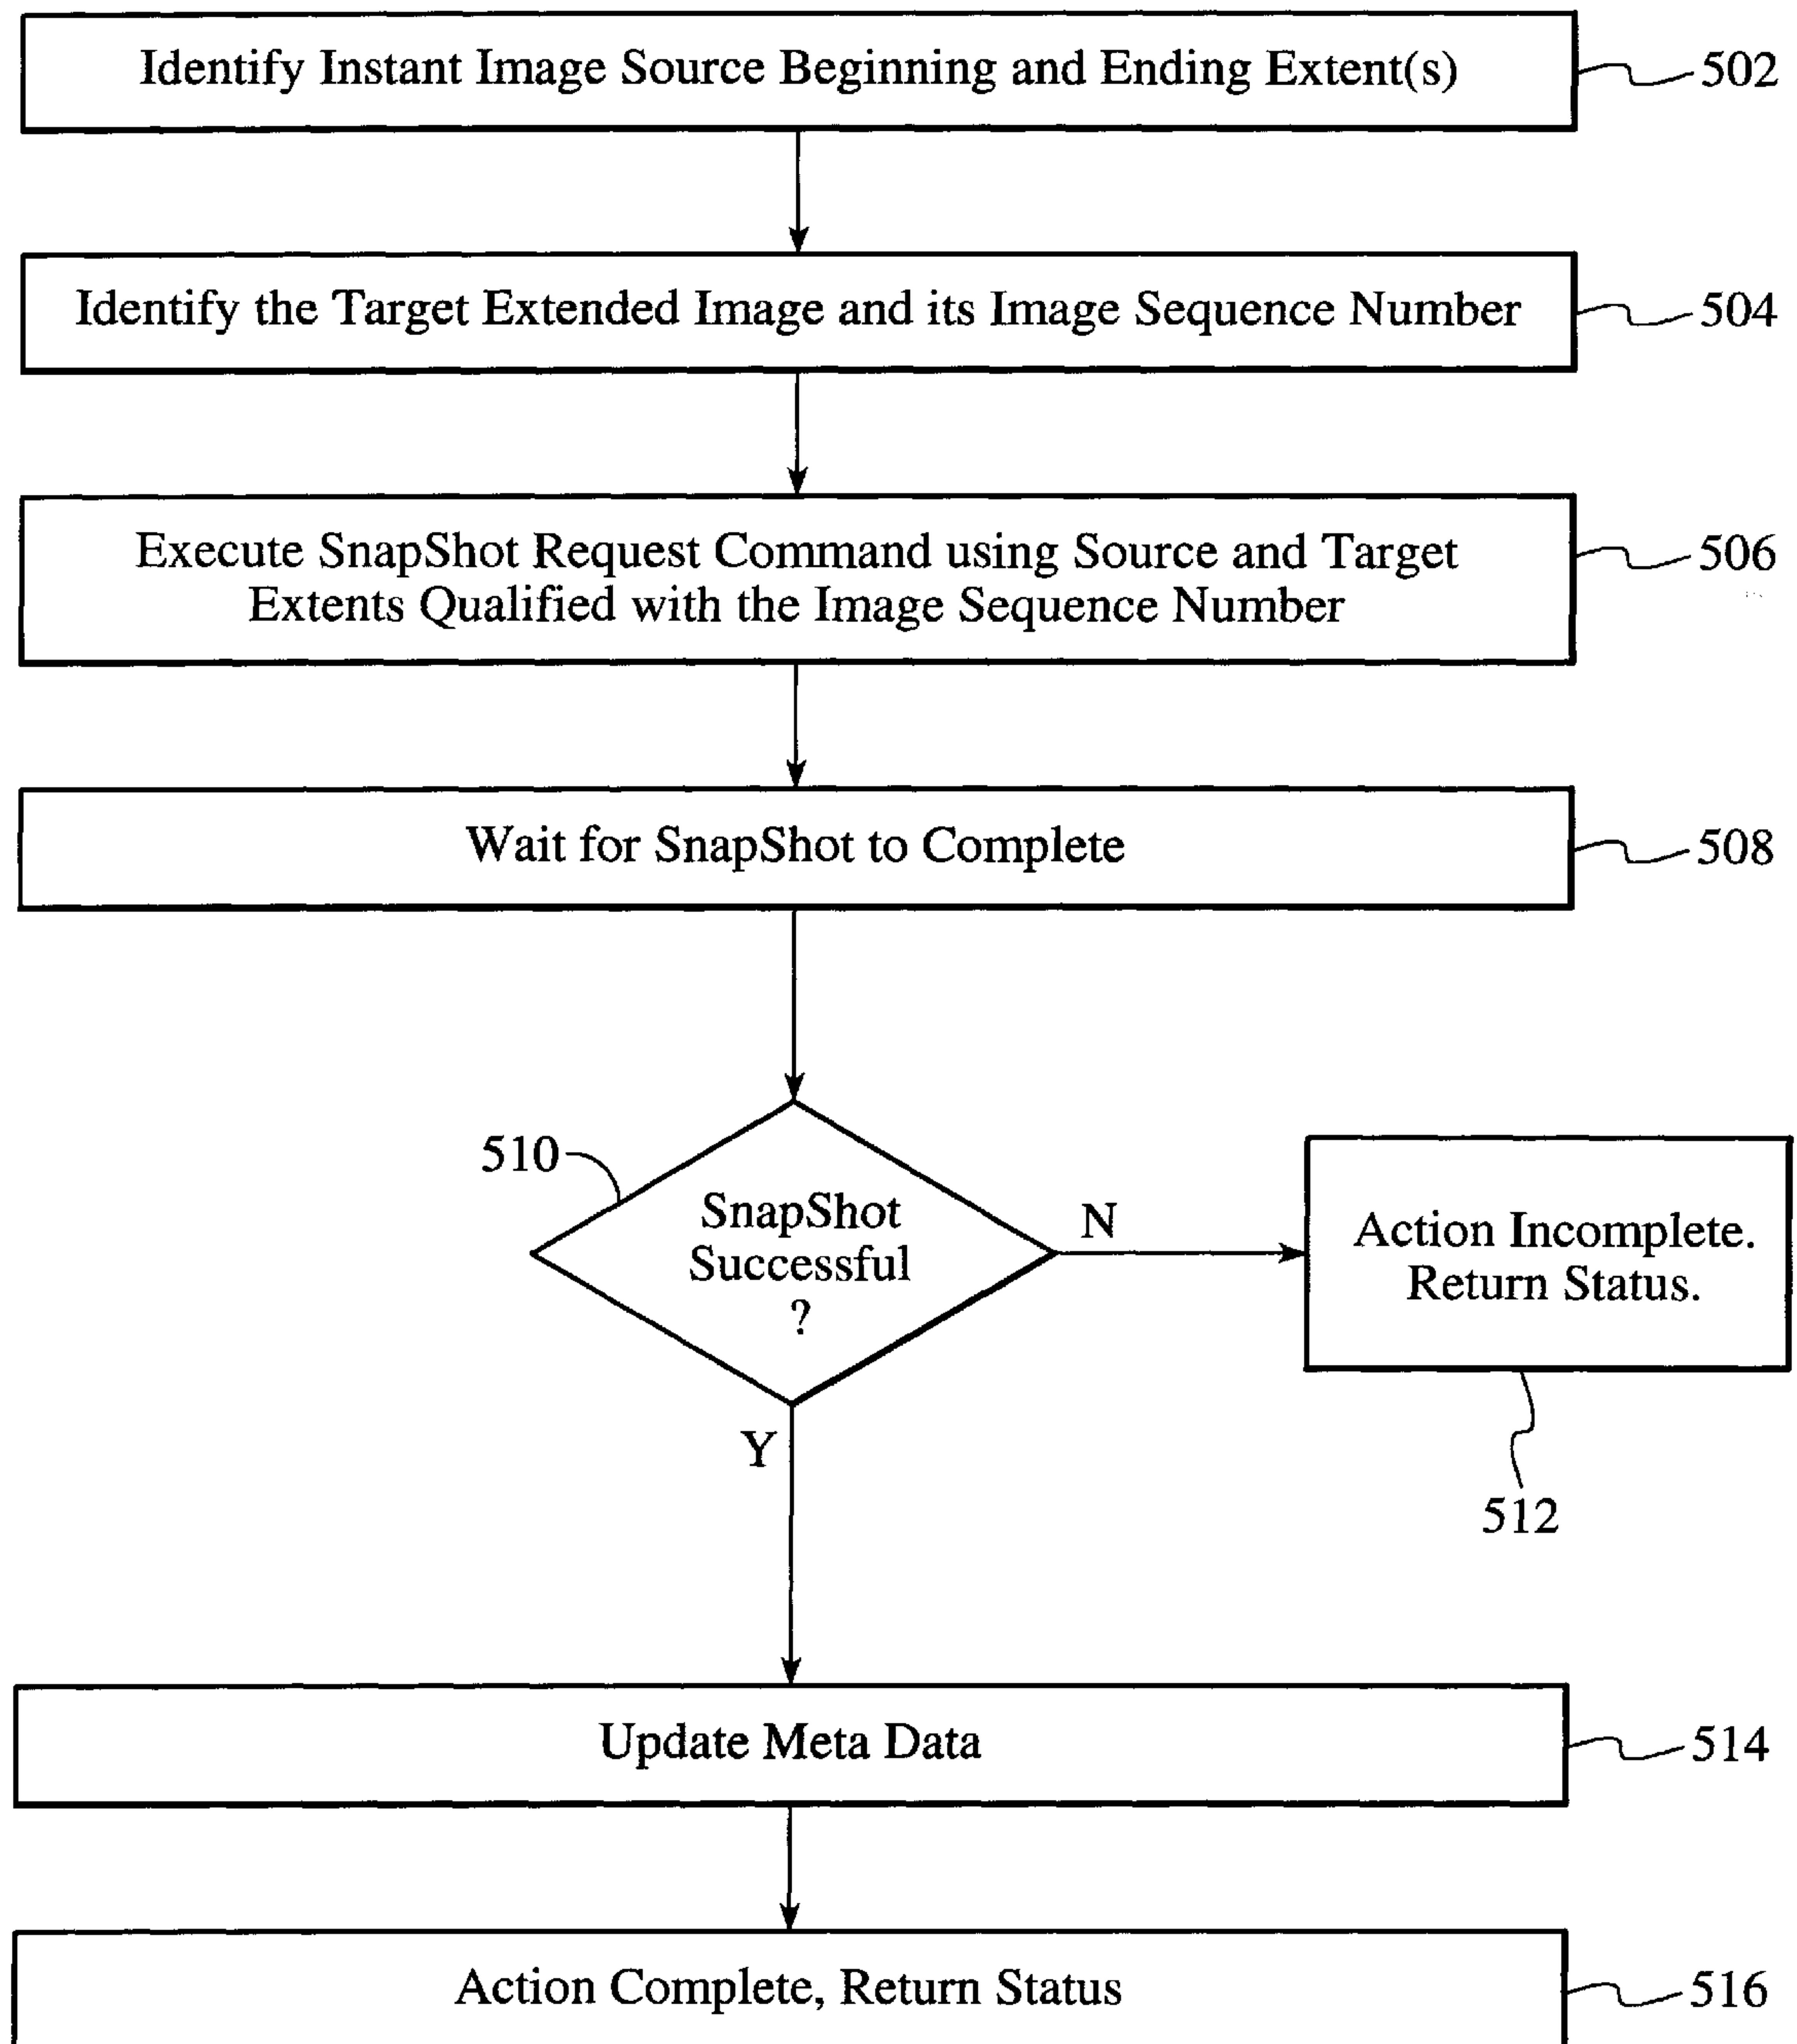 Identify Instant Image Source Beginning and Ending Extent(s)
502
Identify the Target Extended Image and its Image Sequence Number
504
Execute SnapShot Request Command using Source and Target
Extents Qualified with the Image Sequence Number
506
Wait for SnapShot to Complete
508
510
SnapShot
Successful
?
N
Action Incomplete.
Return Status.
512
Y
Update Meta Data
514
Action Complete, Return Status
516